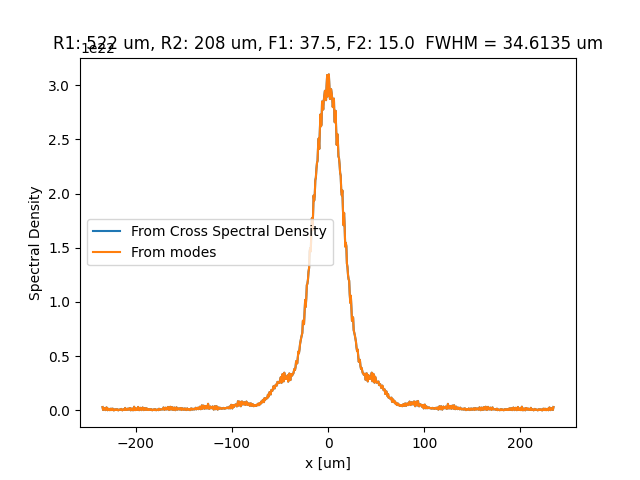 R1: 522 um, R2: 208 um, F1: 37.5, F2: 15.0  FWHM = 34.6135 um
1e22
3.0
2.5
2.0
1.5
1.0
0.5
0.0
Spectral Density
From Cross Spectral Density
From modes
−200
−100
0
100
200
x [um]